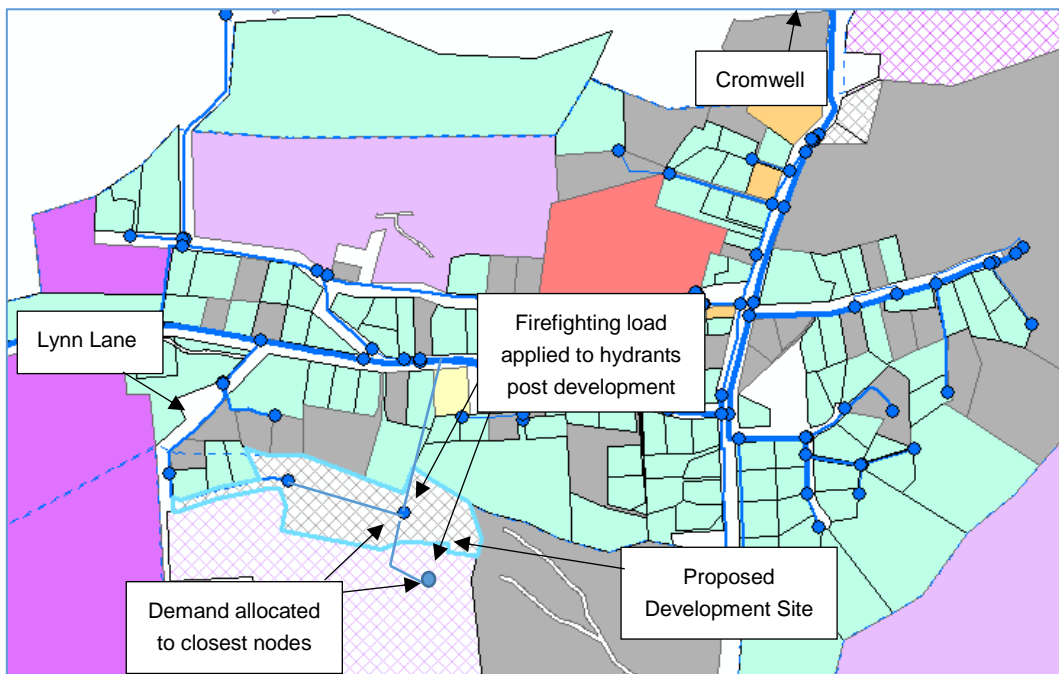 Cromwell
Lynn Lane
Firefighting load
applied to hydrants
post development
Demand allocated
to closest nodes
Proposed
Development Site